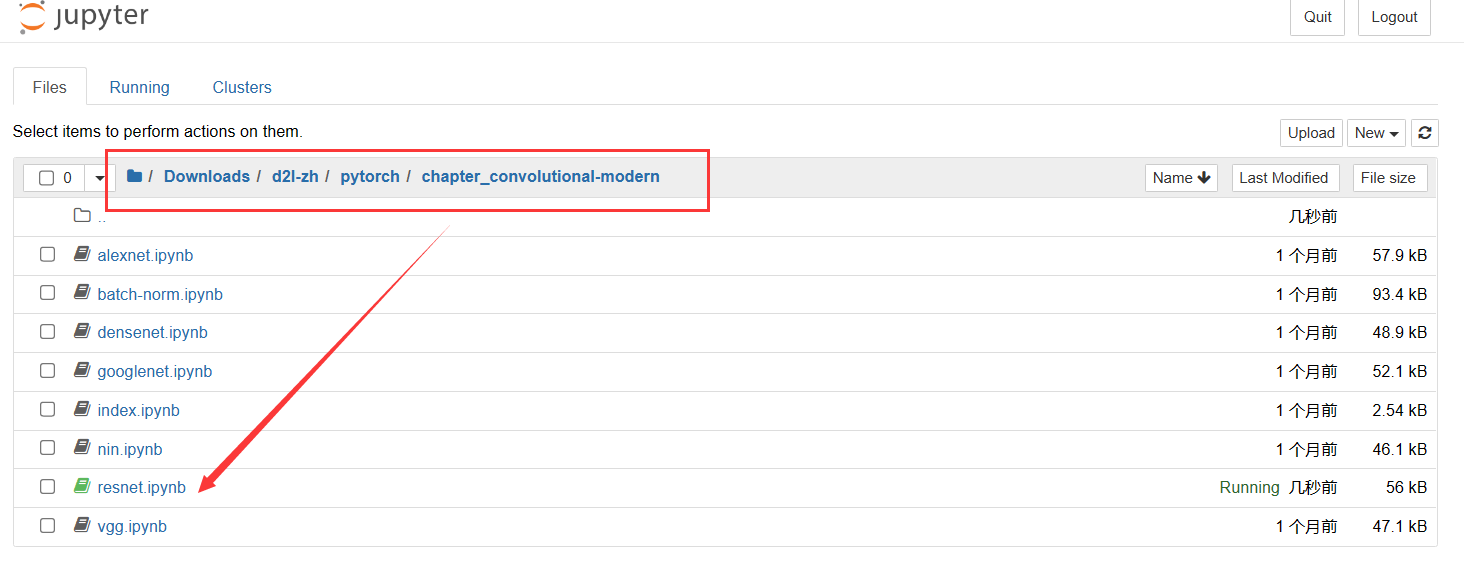 jupyter Quit Logout
Files Running Clusters
Select items to perform actions on them. Upload New
0 / Downloads / d2l-zh / pytorch / chapter_convolutional-modern Name Last Modified File size
.. 几秒前
alexnet.ipynb 1 个月前 57.9 kB
batch-norm.ipynb 1 个月前 93.4 kB
densenet.ipynb 1 个月前 48.9 kB
googlenet.ipynb 1 个月前 52.1 kB
index.ipynb 1 个月前 2.54 kB
nin.ipynb 1 个月前 46.1 kB
resnet.ipynb Running 几秒前 56 kB
vgg.ipynb 1 个月前 47.1 kB